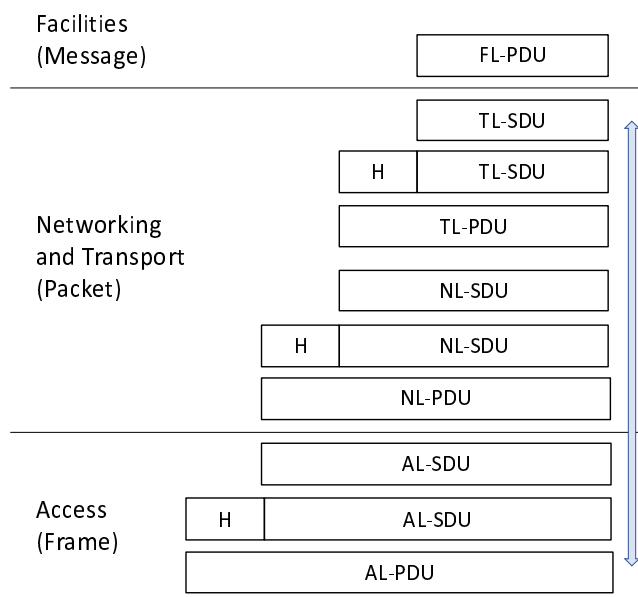 Facilities
(Message)
FL-PDU
TL-SDU
H TL-SDU
TL-PDU
Networking
and Transport
(Packet)
NL-SDU
H NL-SDU
NL-PDU
AL-SDU
Access
(Frame)
H AL-SDU
AL-PDU